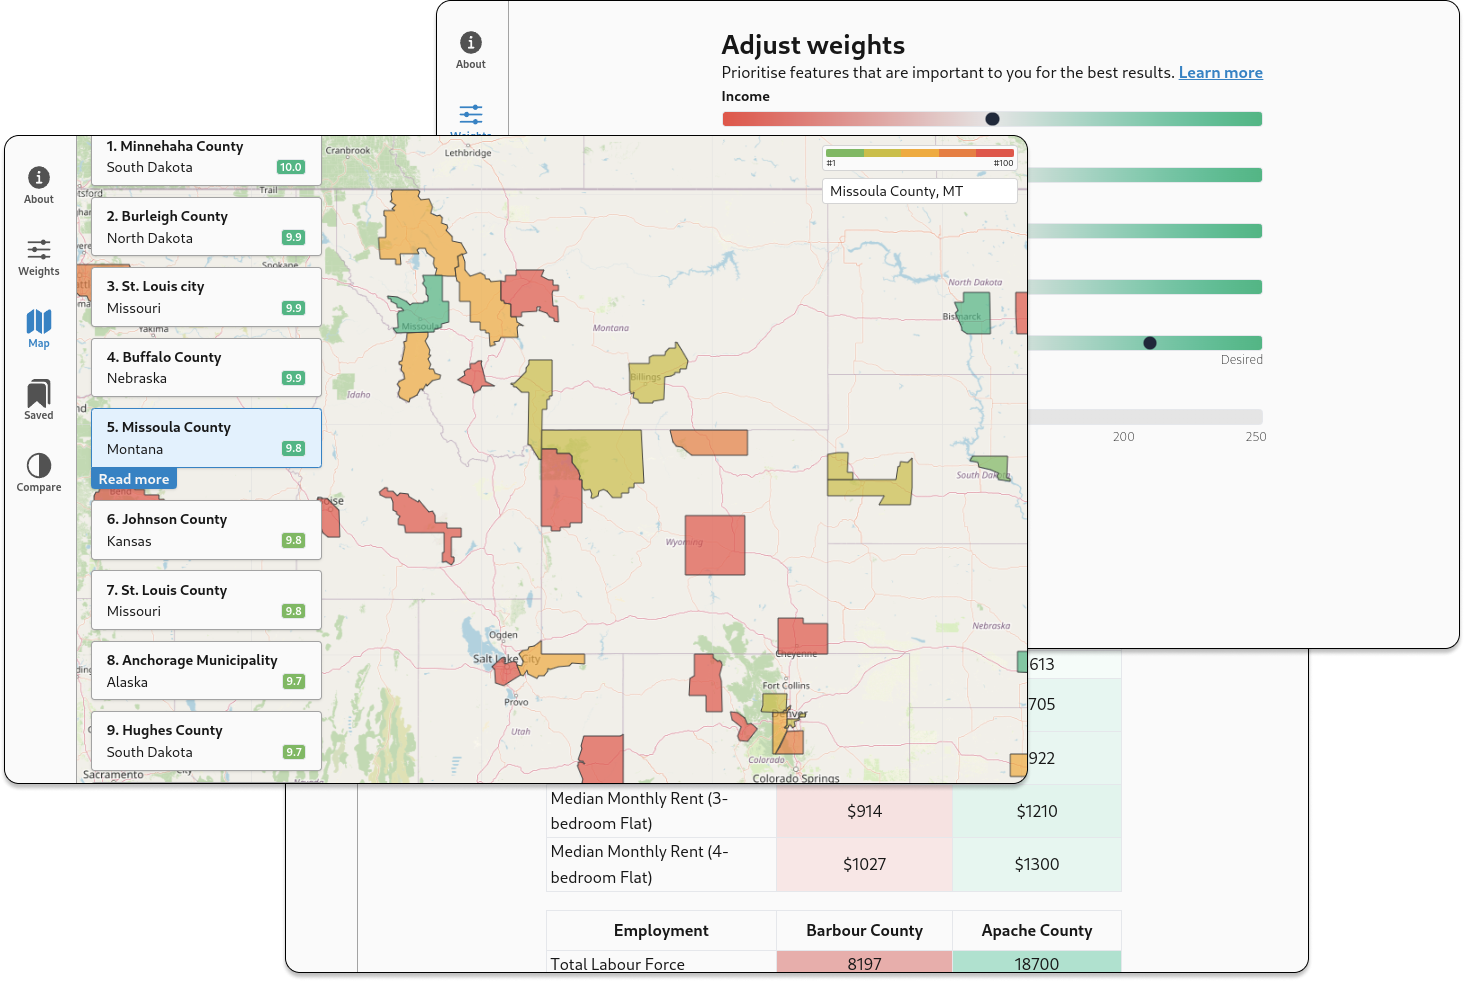 About
Weights
Adjust weights
Prioritise features that are important to you for the best results. Learn more
Income
Desired
200
250
About
Weights
Map
Saved
Compare
1. Minnehaha County
South Dakota
10.0
2. Burleigh County
North Dakota
9.9
3. St. Louis city
Missouri
9.9
4. Buffalo County
Nebraska
9.9
5. Missoula County
Montana
9.8
Read more
6. Johnson County
Kansas
9.8
7. St. Louis County
Missouri
9.8
8. Anchorage Municipality
Alaska
9.7
9. Hughes County
South Dakota
9.7
#1
#100
Missoula County, MT
Cranbrook
Lethbridge
Trail
Spokane
Yakima
Missoula
Montana
Billings
Idaho
North Dakota
Bismarck
South Dakota
Bend
Boise
Wyoming
Nebraska
Ogden
Salt Lake City
Provo
Utah
Cheyenne
Fort Collins
Denver
Colorado
Colorado Springs
Sacramento
613
705
922
Median Monthly Rent (3-
bedroom Flat)
$914
$1210
Median Monthly Rent (4-
bedroom Flat)
$1027
$1300
Employment
Barbour County
Apache County
Total Labour Force
8197
18700